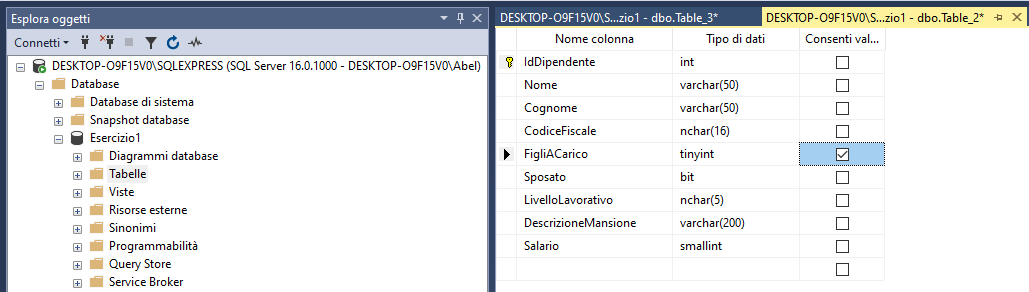 Esplora oggetti
Connetti
DESKTOP-O9F15V0\SQLEXPRESS (SQL Server 16.0.1000 - DESKTOP-O9F15V0\Abel)
Database
Database di sistema
Snapshot database
Esercizio1
Diagrammi database
Tabelle
Viste
Risorse esterne
Sinonimi
Programmabilità
Query Store
Service Broker
DESKTOP-O9F15V0\S...zio1 - dbo.Table_3*
DESKTOP-O9F15V0\S...zio1 - dbo.Table_2*
Nome colonna Tipo di dati Consenti val...
IdDipendente int
Nome varchar(50)
Cognome varchar(50)
CodiceFiscale nchar(16)
FigliACarico tinyint
Sposato bit
LivelloLavorativo nchar(5)
DescrizioneMansione varchar(200)
Salario smallint